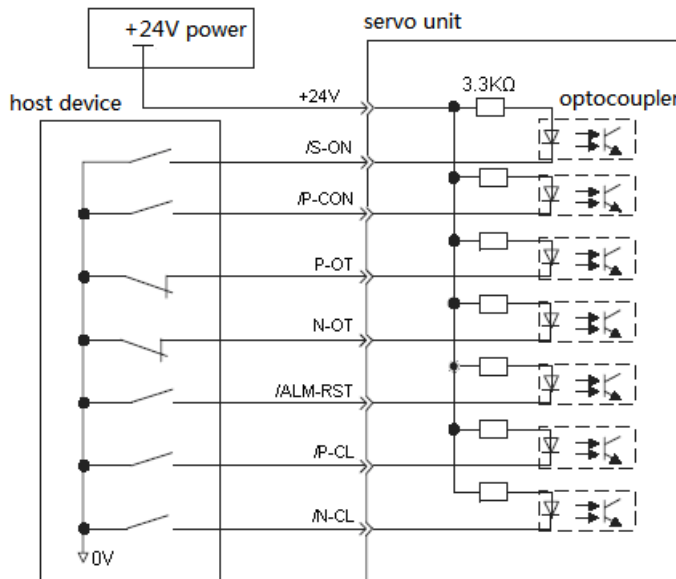 +24V power
servo unit
host device
+24V
3.3KΩ
optocoupler
/S-ON
/P-CON
P-OT
N-OT
/ALM-RST
/P-CL
/N-CL
0V